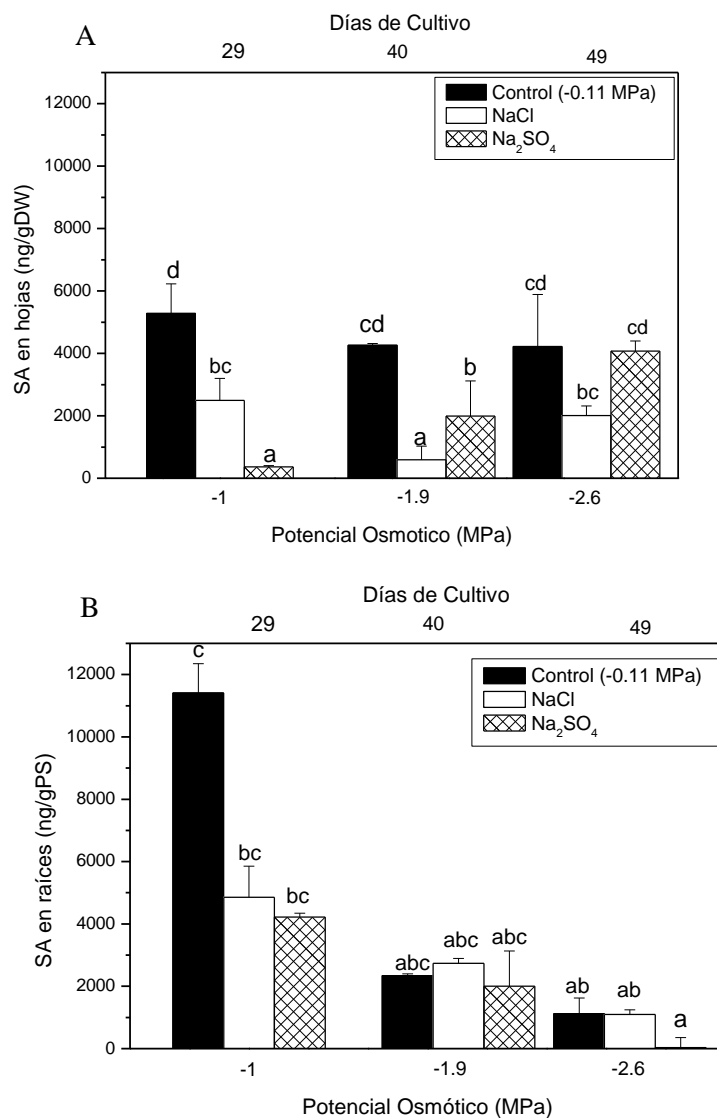 A
Días de Cultivo
29 40 49
12000
10000
8000
6000
4000
2000
0
SA en hojas (ng/gDW)
Control (-0.11 MPa)
NaCl
Na₂SO₄
d
bc
a
cd
a
b
cd
bc
cd
-1 -1.9 -2.6
Potencial Osmotico (MPa)
B
Días de Cultivo
29 40 49
12000
10000
8000
6000
4000
2000
0
SA en raíces (ng/gPS)
Control (-0.11 MPa)
NaCl
Na₂SO₄
c
bc
bc
abc
abc
abc
ab
ab
a
-1 -1.9 -2.6
Potencial Osmótico (MPa)